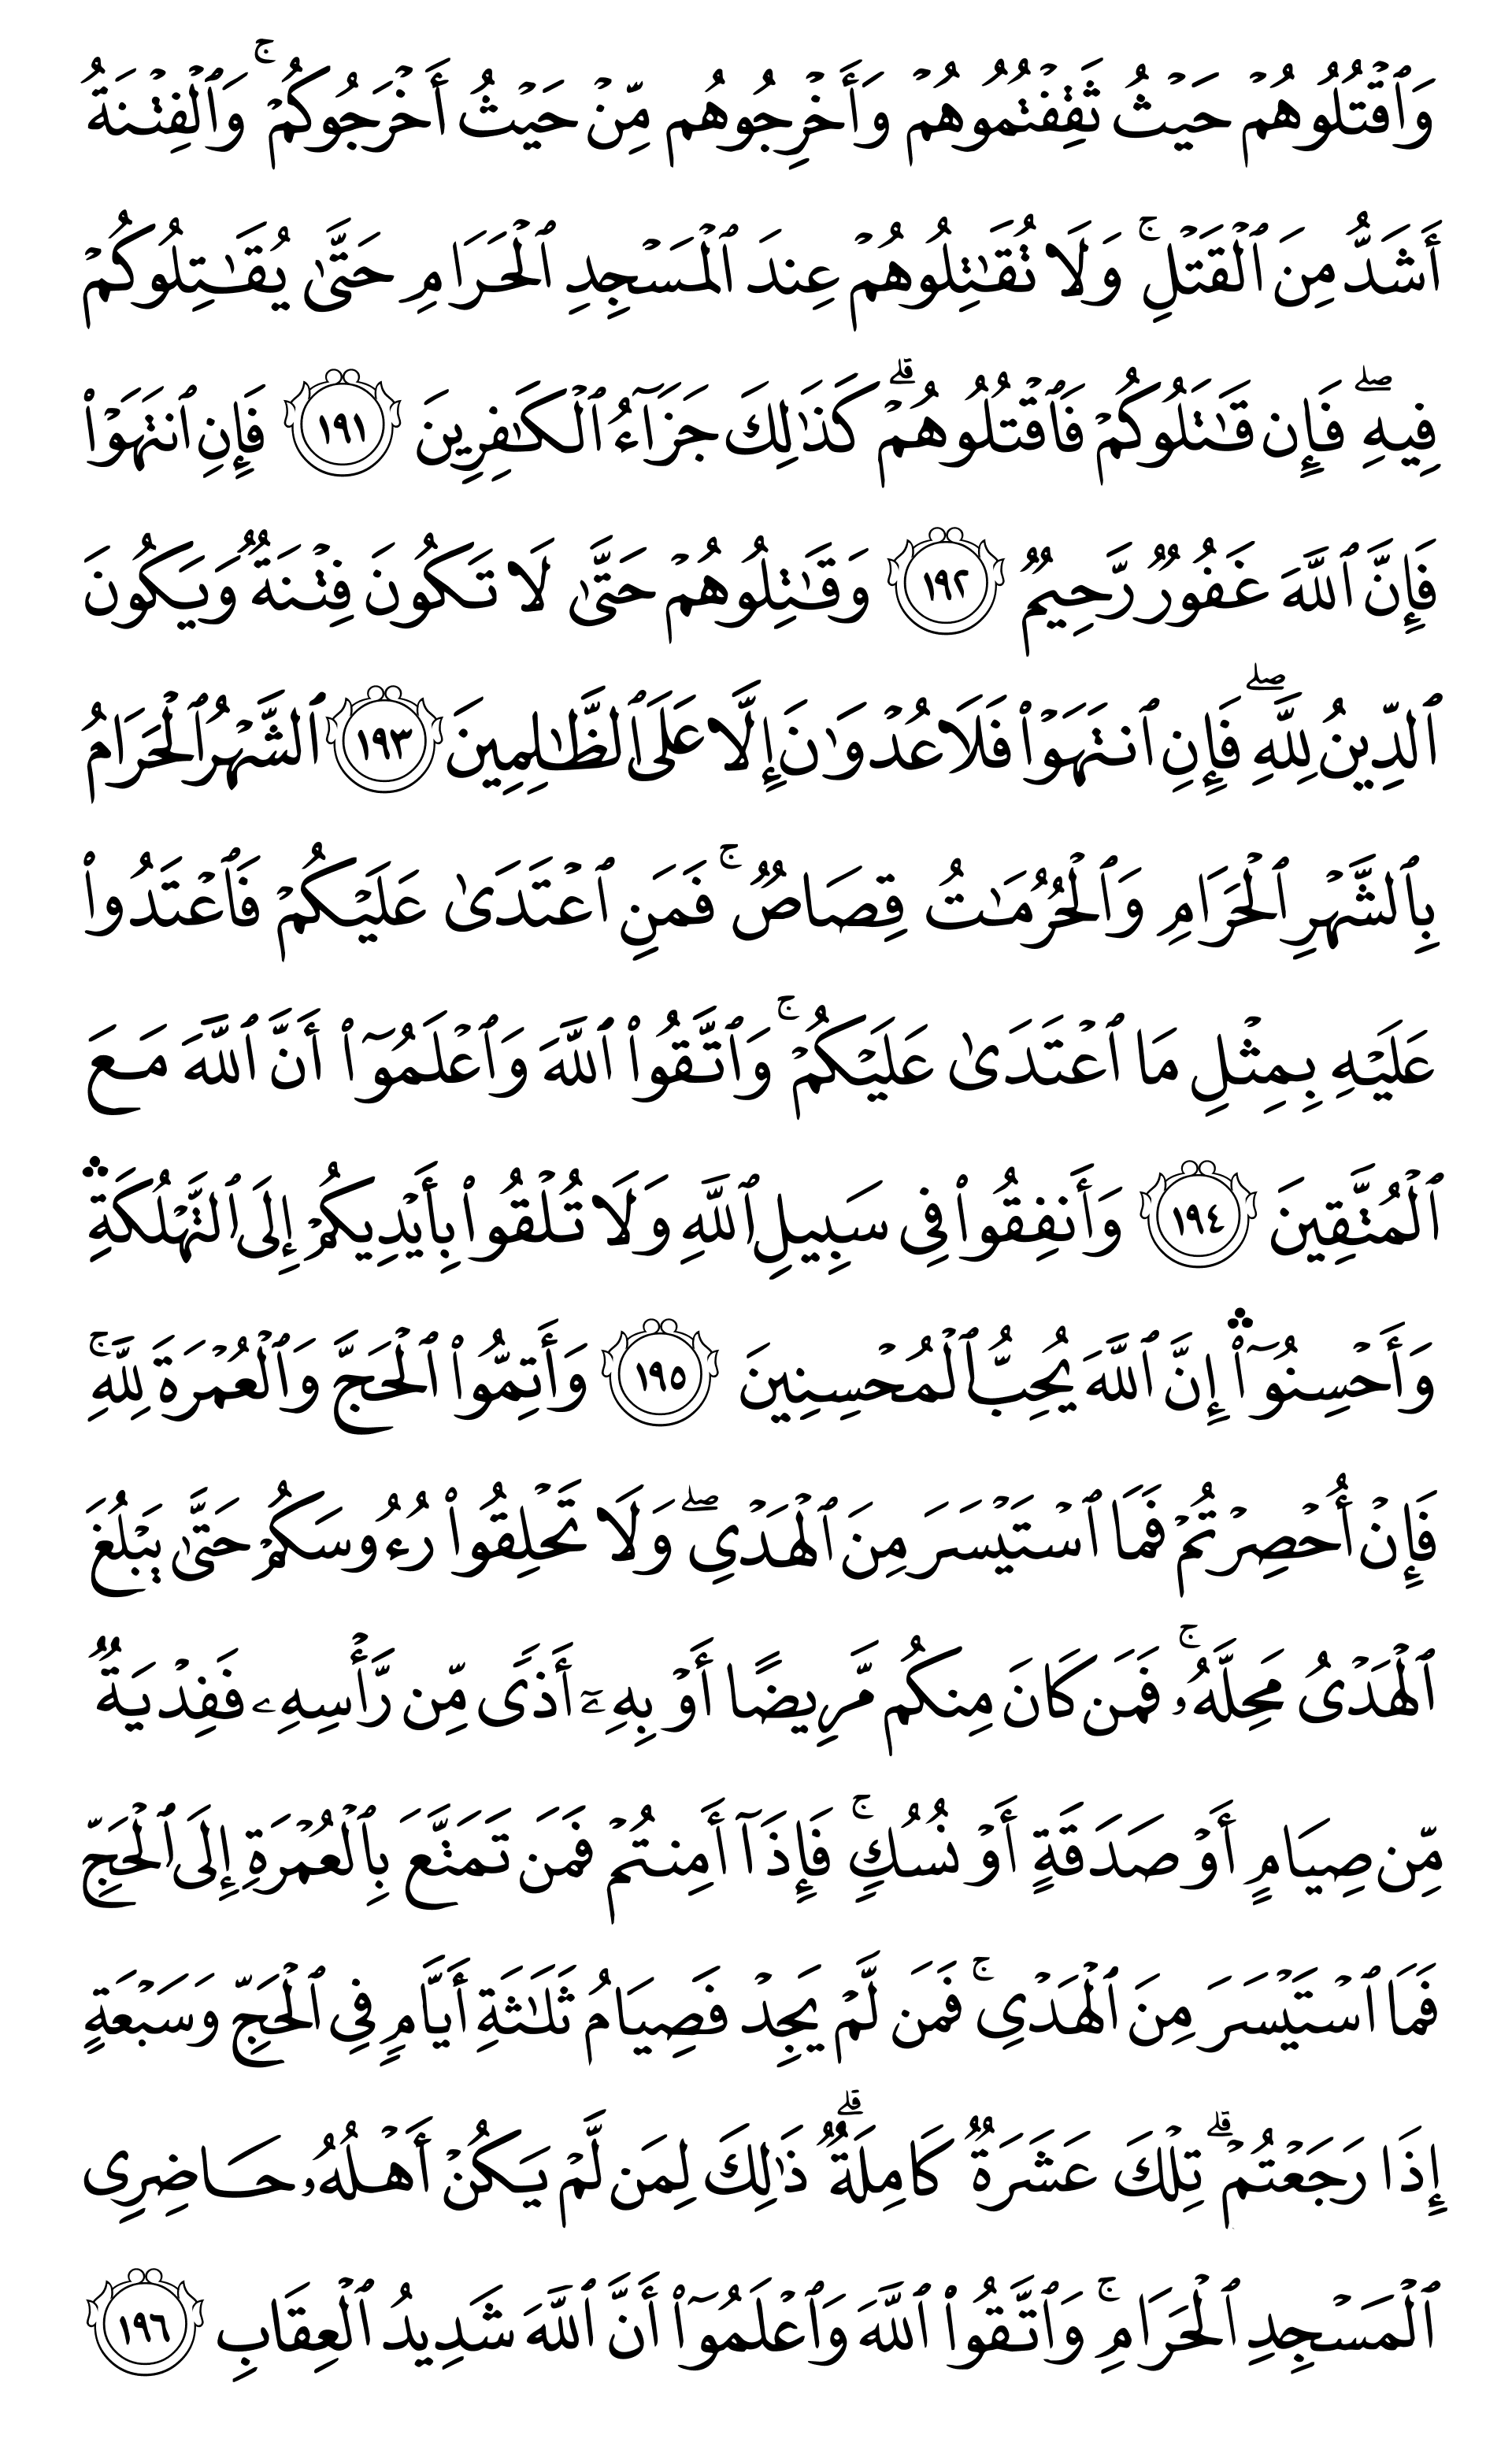 وَٱقۡتُلُوهُمۡ حَيۡثُ ثَقِفۡتُمُوهُمۡ وَأَخۡرِجُوهُم مِّنۡ حَيۡثُ أَخۡرَجُوكُمۡۚ وَٱلۡفِتۡنَةُ
أَشَدُّ مِنَ ٱلۡقَتۡلِۚ وَلَا تُقَٰتِلُوهُمۡ عِندَ ٱلۡمَسۡجِدِ ٱلۡحَرَامِ حَتَّىٰ يُقَٰتِلُوكُمۡ
فِيهِۖ فَإِن قَٰتَلُوكُمۡ فَٱقۡتُلُوهُمۡۗ كَذَٰلِكَ جَزَآءُ ٱلۡكَٰفِرِينَ ١٩١ فَإِنِ ٱنتَهَوۡاْ
فَإِنَّ ٱللَّهَ غَفُورٞ رَّحِيمٞ ١٩٢ وَقَٰتِلُوهُمۡ حَتَّىٰ لَا تَكُونَ فِتۡنَةٞ وَيَكُونَ
ٱلدِّينُ لِلَّهِۖ فَإِنِ ٱنتَهَوۡاْ فَلَا عُدۡوَٰنَ إِلَّا عَلَى ٱلظَّٰلِمِينَ ١٩٣ ٱلشَّهۡرُ ٱلۡحَرَامُ
بِٱلشَّهۡرِ ٱلۡحَرَامِ وَٱلۡحُرُمَٰتُ قِصَاصٞۚ فَمَنِ ٱعۡتَدَىٰ عَلَيۡكُمۡ فَٱعۡتَدُواْ
عَلَيۡهِ بِمِثۡلِ مَا ٱعۡتَدَىٰ عَلَيۡكُمۡۚ وَٱتَّقُواْ ٱللَّهَ وَٱعۡلَمُوٓاْ أَنَّ ٱللَّهَ مَعَ
ٱلۡمُتَّقِينَ ١٩٤ وَأَنفِقُواْ فِي سَبِيلِ ٱللَّهِ وَلَا تُلۡقُواْ بِأَيۡدِيكُمۡ إِلَى ٱلتَّهۡلُكَةِۛ
وَأَحۡسِنُوٓاْۛ إِنَّ ٱللَّهَ يُحِبُّ ٱلۡمُحۡسِنِينَ ١٩٥ وَأَتِمُّواْ ٱلۡحَجَّ وَٱلۡعُمۡرَةَ لِلَّهِۚ
فَإِنۡ أُحۡصِرۡتُمۡ فَمَا ٱسۡتَيۡسَرَ مِنَ ٱلۡهَدۡيِۖ وَلَا تَحۡلِقُواْ رُءُوسَكُمۡ حَتَّىٰ يَبۡلُغَ
ٱلۡهَدۡيُ مَحِلَّهُۥۚ فَمَن كَانَ مِنكُم مَّرِيضًا أَوۡ بِهِۦٓ أَذٗى مِّن رَّأۡسِهِۦ فَفِدۡيَةٞ
مِّن صِيَامٍ أَوۡ صَدَقَةٍ أَوۡ نُسُكٖۚ فَإِذَآ أَمِنتُمۡ فَمَن تَمَتَّعَ بِٱلۡعُمۡرَةِ إِلَى ٱلۡحَجِّ
فَمَا ٱسۡتَيۡسَرَ مِنَ ٱلۡهَدۡيِۚ فَمَن لَّمۡ يَجِدۡ فَصِيَامُ ثَلَٰثَةِ أَيَّامٖ فِي ٱلۡحَجِّ وَسَبۡعَةٍ
إِذَا رَجَعۡتُمۡۗ تِلۡكَ عَشَرَةٞ كَامِلَةٞۗ ذَٰلِكَ لِمَن لَّمۡ يَكُنۡ أَهۡلُهُۥ حَاضِرِي
ٱلۡمَسۡجِدِ ٱلۡحَرَامِۚ وَٱتَّقُواْ ٱللَّهَ وَٱعۡلَمُوٓاْ أَنَّ ٱللَّهَ شَدِيدُ ٱلۡعِقَابِ ١٩٦